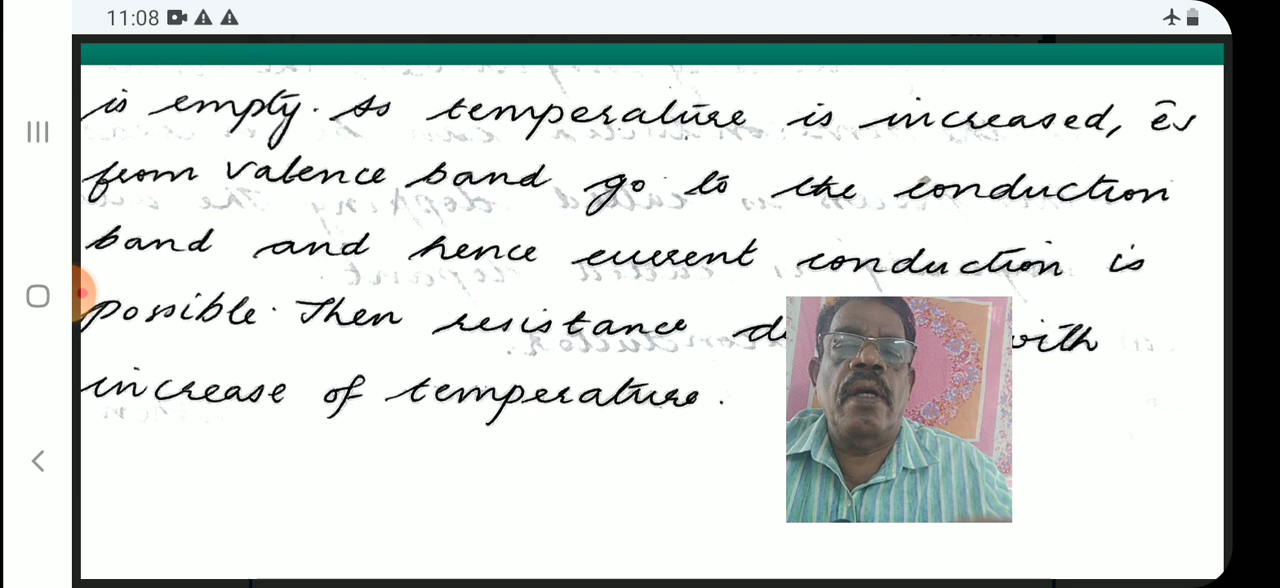 11:08
is empty. As temperature is increased, ēs
from valence band go to the conduction
band and hence current conduction is
possible. Then resistance with
increase of temperature.